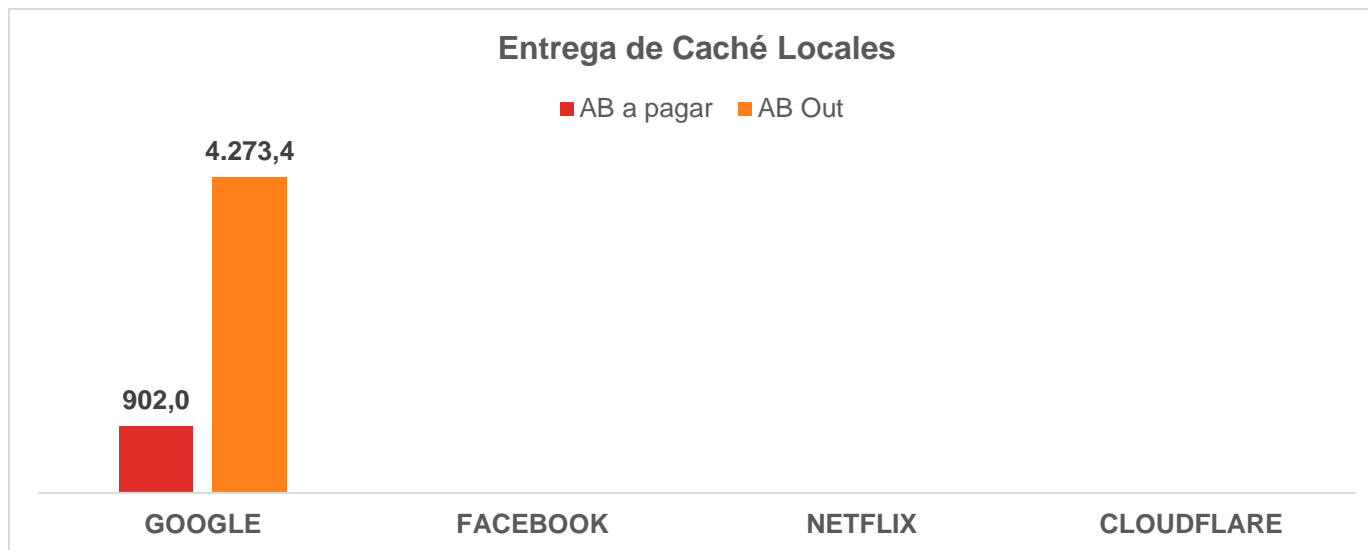 Entrega de Caché Locales
AB a pagar AB Out
4.273,4
902,0
GOOGLE FACEBOOK NETFLIX CLOUDFLARE